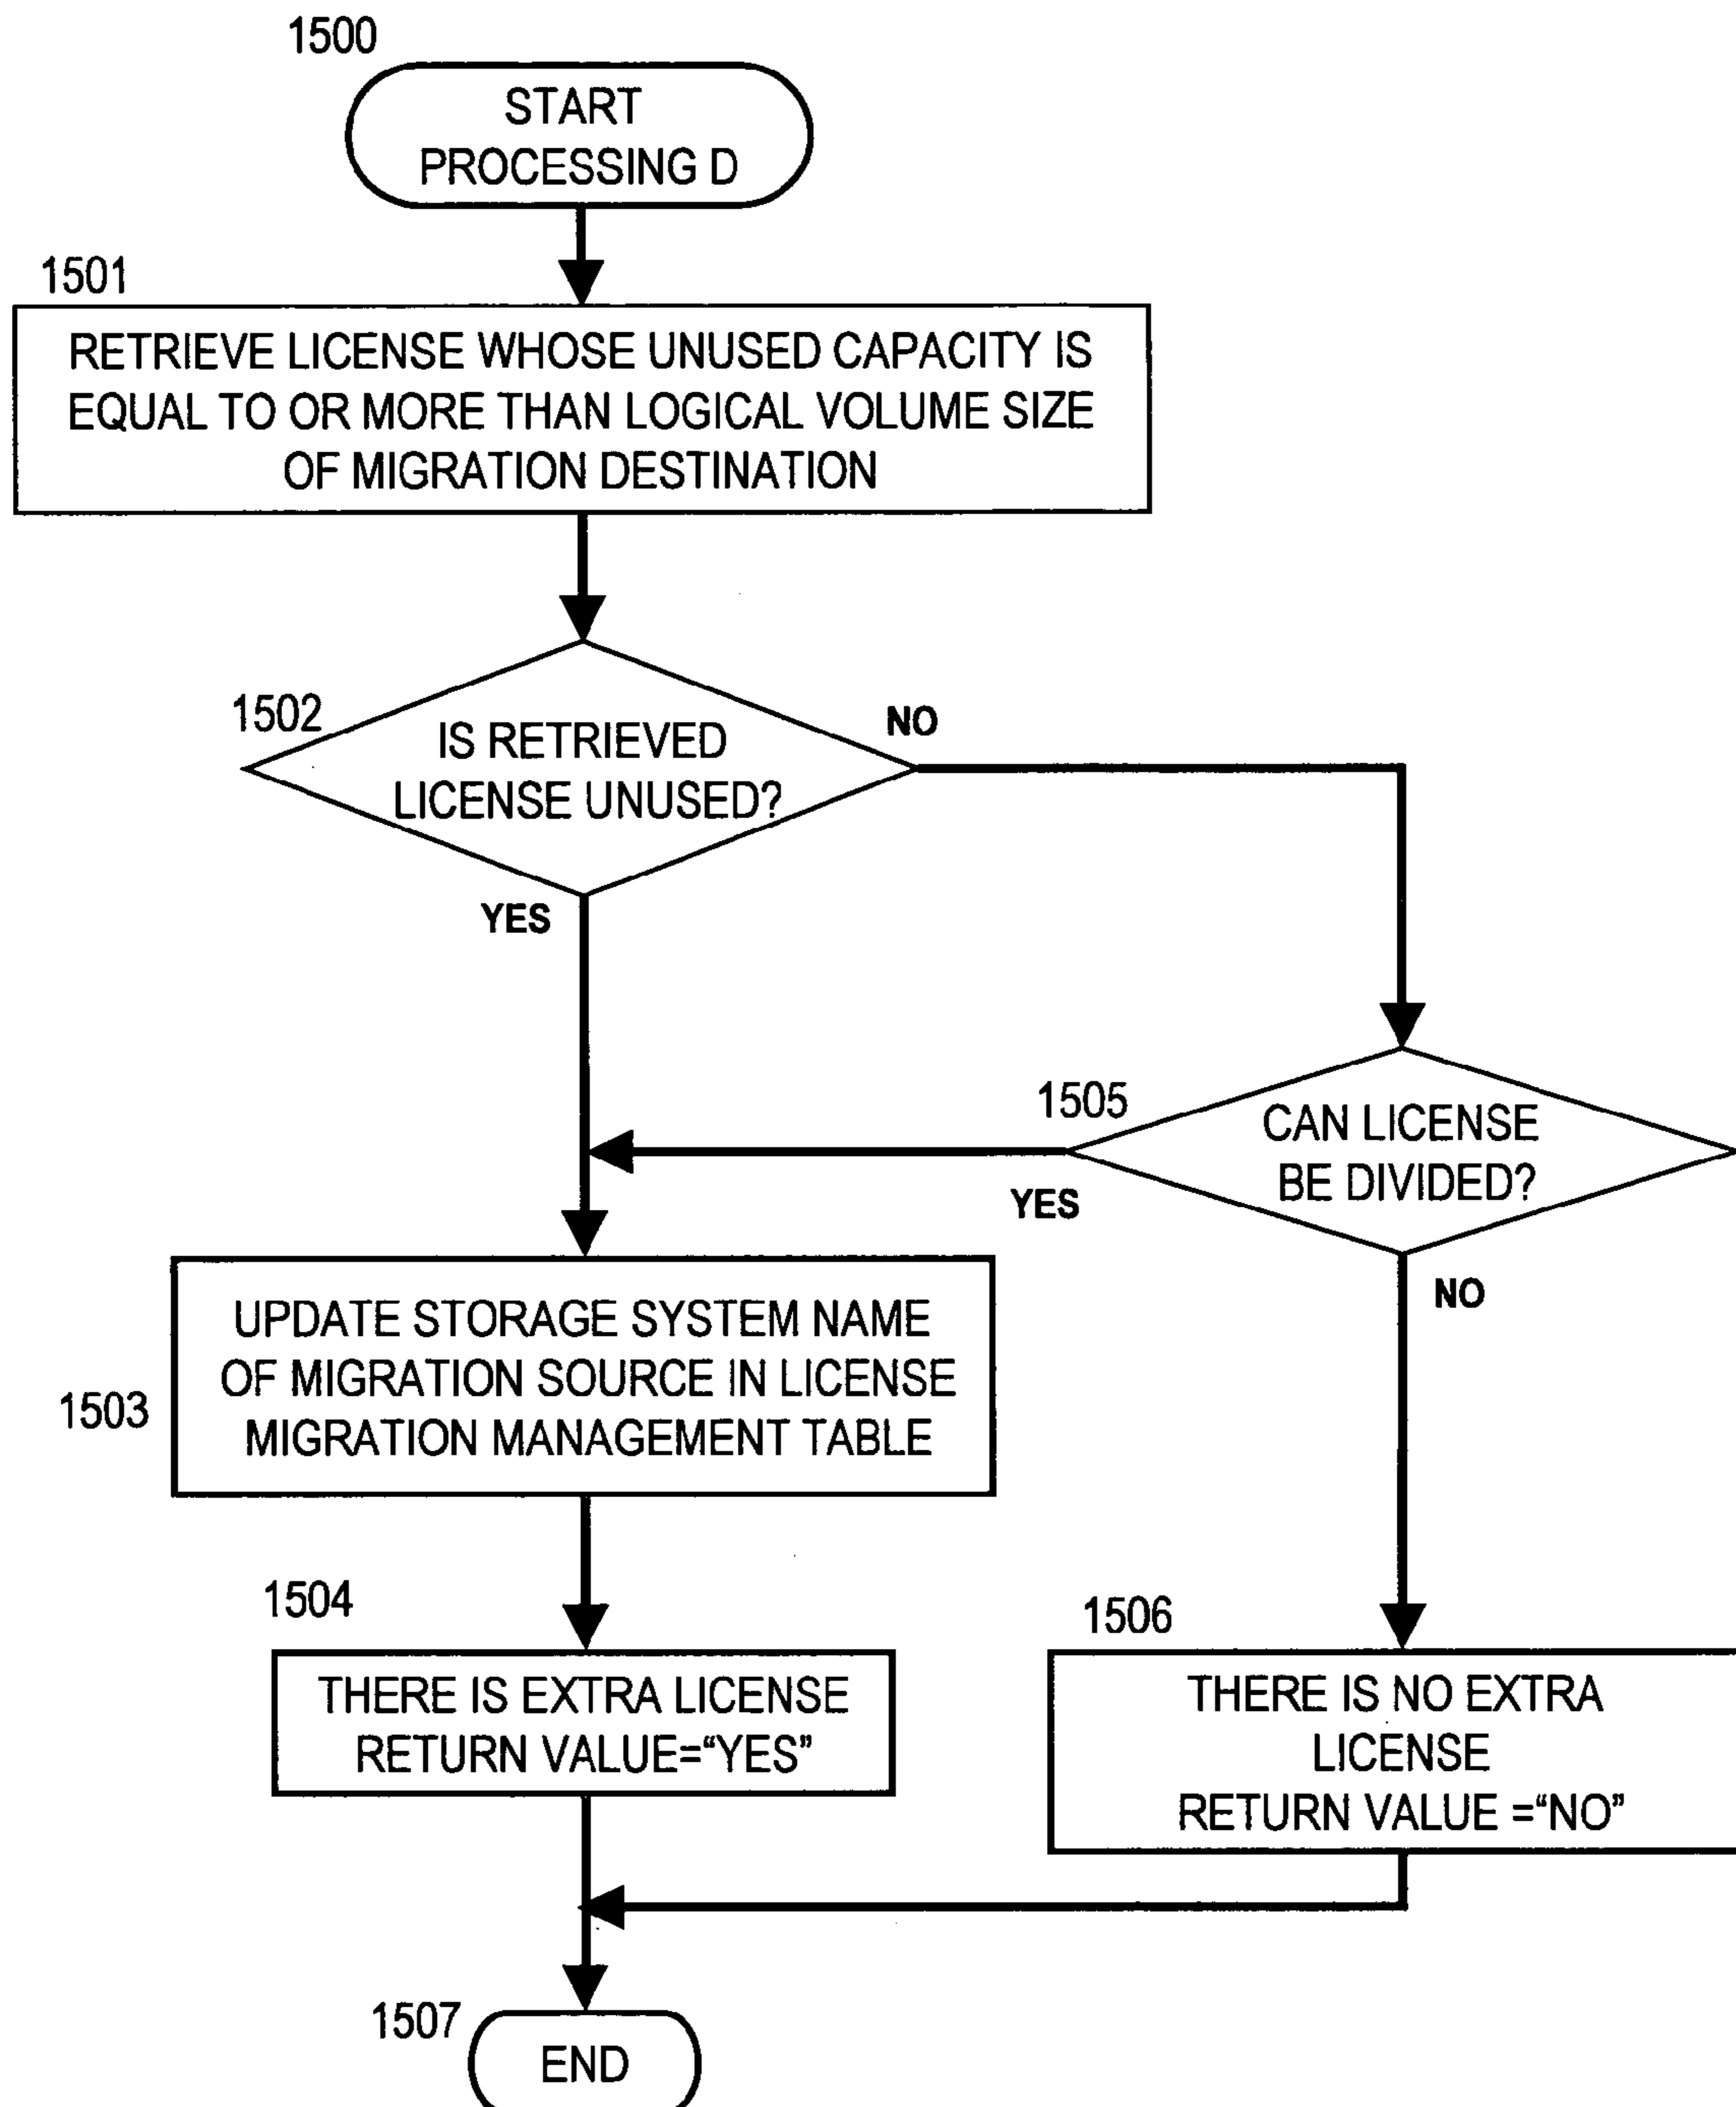 1500
START
PROCESSING D
1501
RETRIEVE LICENSE WHOSE UNUSED CAPACITY IS
EQUAL TO OR MORE THAN LOGICAL VOLUME SIZE
OF MIGRATION DESTINATION
1502
IS RETRIEVED
LICENSE UNUSED?
NO
YES
1505
CAN LICENSE
BE DIVIDED?
YES
NO
1503
UPDATE STORAGE SYSTEM NAME
OF MIGRATION SOURCE IN LICENSE
MIGRATION MANAGEMENT TABLE
1504
THERE IS EXTRA LICENSE
RETURN VALUE=“YES”
1506
THERE IS NO EXTRA
LICENSE
RETURN VALUE =“NO”
1507
END